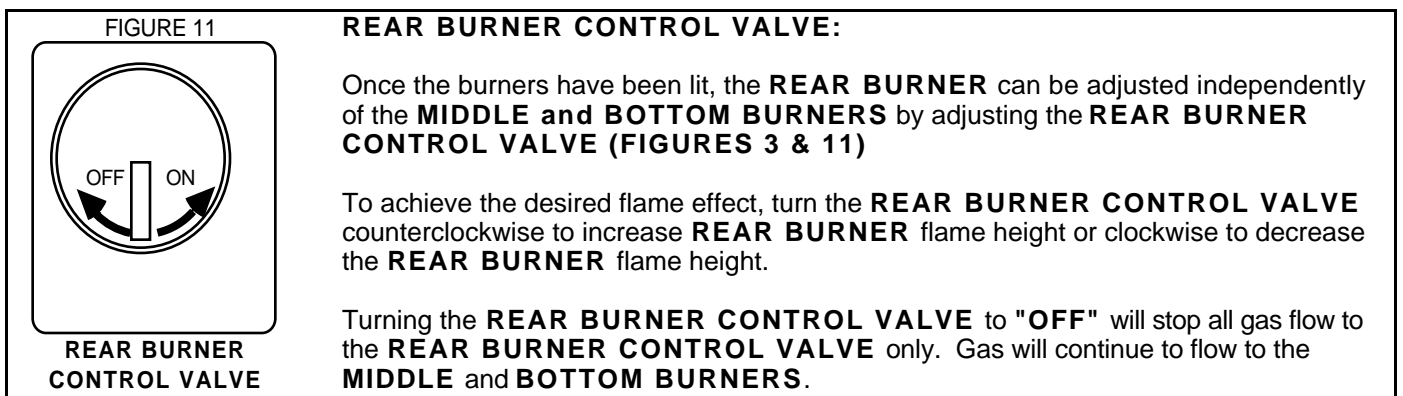 FIGURE 11
OFF ON
REAR BURNER
CONTROL VALVE
REAR BURNER CONTROL VALVE:
Once the burners have been lit, the REAR BURNER can be adjusted independently
of the MIDDLE and BOTTOM BURNERS by adjusting the REAR BURNER
CONTROL VALVE (FIGURES 3 & 11)
To achieve the desired flame effect, turn the REAR BURNER CONTROL VALVE
counterclockwise to increase REAR BURNER flame height or clockwise to decrease
the REAR BURNER flame height.
Turning the REAR BURNER CONTROL VALVE to "OFF" will stop all gas flow to
the REAR BURNER CONTROL VALVE only. Gas will continue to flow to the
MIDDLE and BOTTOM BURNERS.